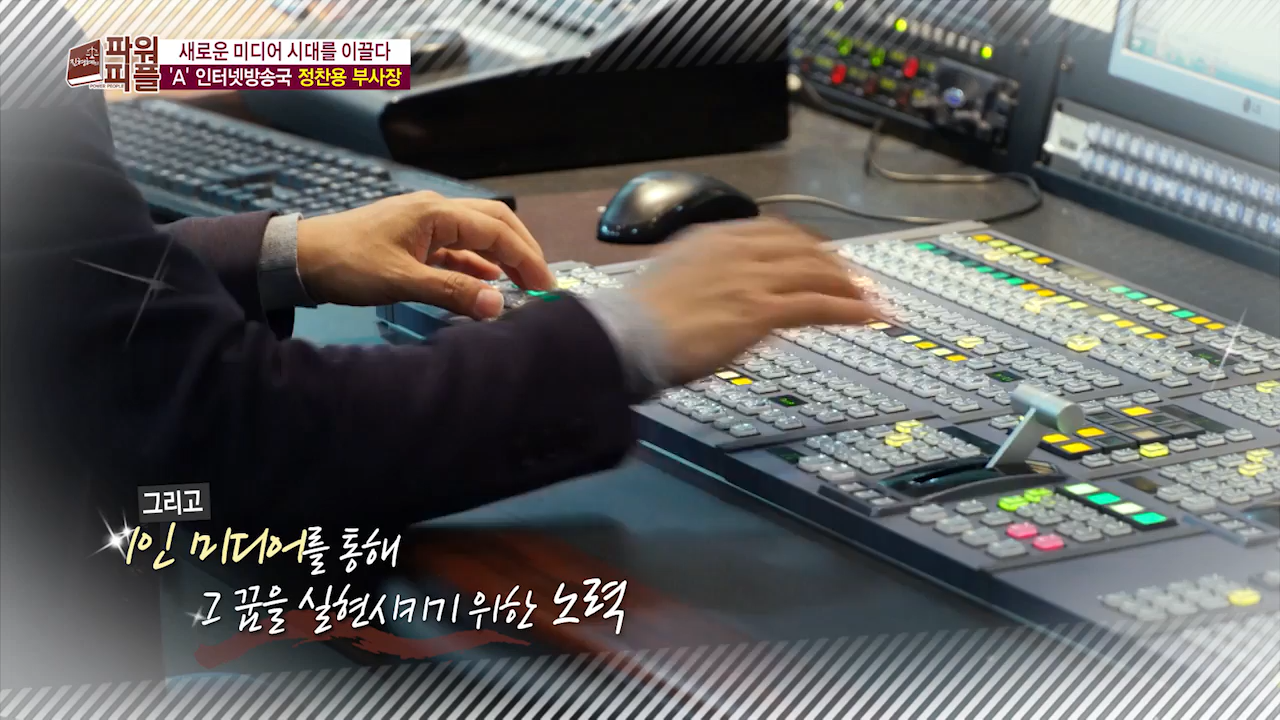 파워
피플
POWER PEOPLE
새로운 미디어 시대를 이끌다
'A' 인터넷방송국 정찬용 부사장
그리고
1인 미디어를 통해
그 꿈을 실현시키기 위한 노력